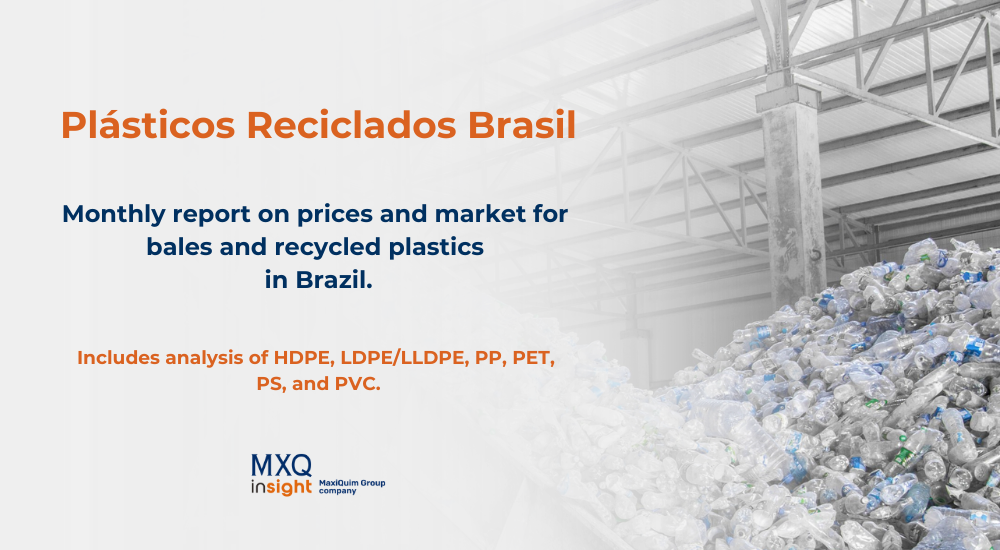 Plásticos Reciclados Brasil
Monthly report on prices and market for
bales and recycled plastics
in Brazil.
Includes analysis of HDPE, LDPE/LLDPE, PP, PET,
PS, and PVC.
MXQ
insight
MaxiQuim Group
company